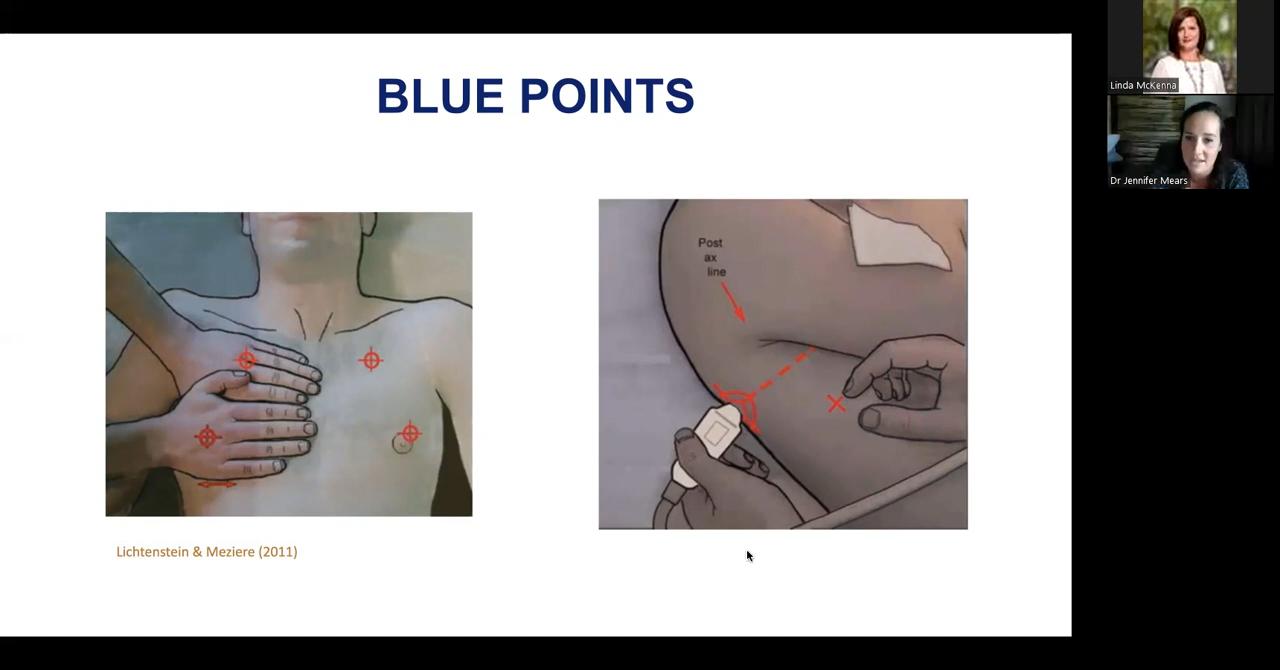 BLUE POINTS
Post
ax
line
Lichtenstein & Meziere (2011)
Linda McKenna
Dr Jennifer Mears